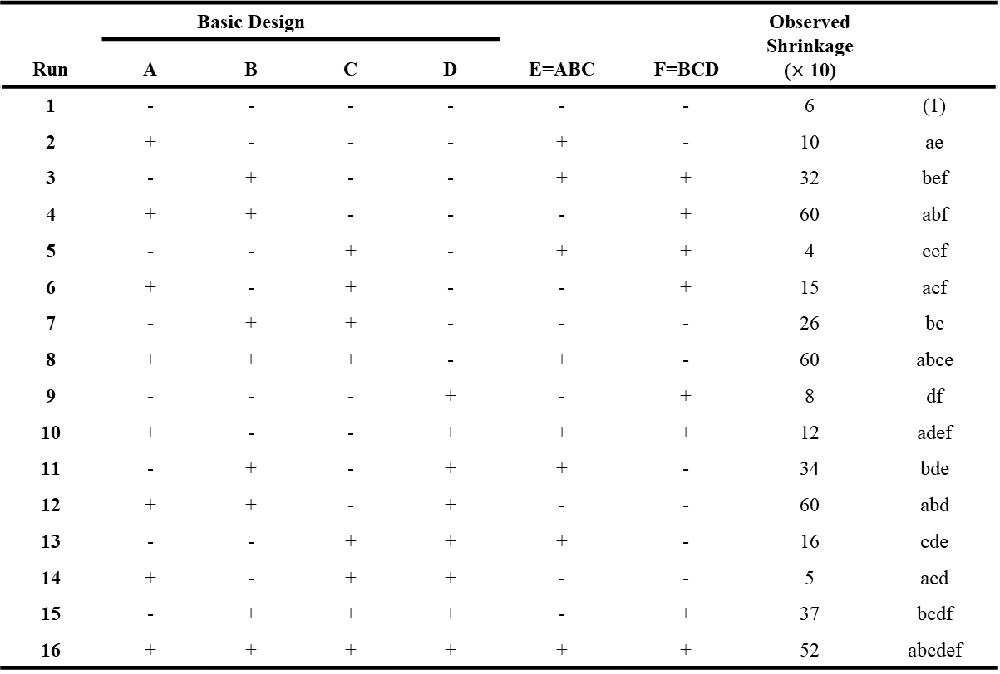 Basic Design Observed
Shrinkage
Run A B C D E=ABC F=BCD (× 10)
1 - - - - - - 6 (1)
2 + - - - + - 10 ae
3 - + - - + + 32 bef
4 + + - - - + 60 abf
5 - - + - + + 4 cef
6 + - + - - + 15 acf
7 - + + - - - 26 bc
8 + + + - + - 60 abce
9 - - - + - + 8 df
10 + - - + + + 12 adef
11 - + - + + - 34 bde
12 + + - + - - 60 abd
13 - - + + + - 16 cde
14 + - + + - - 5 acd
15 - + + + - + 37 bcdf
16 + + + + + + 52 abcdef